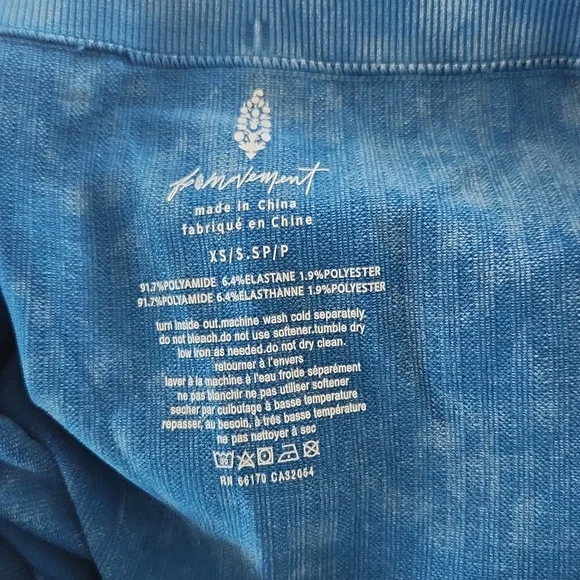 fpmovement
made in China
fabriqué en Chine
XS/S.SP/P
91.7%POLYAMIDE 6.4%ELASTANE 1.9%POLYESTER
91.7%POLYAMIDE 6.4%ELASTHANNE 1.9%POLYESTER
turn inside out.machine wash cold separately.
do not bleach.do not use softener.tumble dry
low iron as needed.do not dry clean.
retourner à l'envers
laver à la machine à l'eau froide séparément
ne pas blanchir ne pas utiliser softener
secher par culbutage à basse temperature
repasser, au besoin, à très basse température
ne pas nettoyer à sec
RN 66170 CA32054